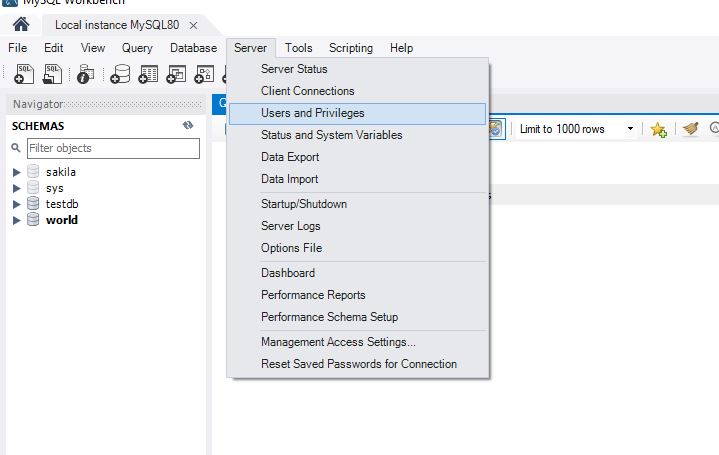 MySQL Workbench
Local instance MySQL80
File Edit View Query Database Server Tools Scripting Help
SQL SQL
Navigator
SCHEMAS
Filter objects
sakila
sys
testdb
world
Server Status
Client Connections
Users and Privileges
Status and System Variables
Data Export
Data Import
Startup/Shutdown
Server Logs
Options File
Dashboard
Performance Reports
Performance Schema Setup
Management Access Settings...
Reset Saved Passwords for Connection
Limit to 1000 rows